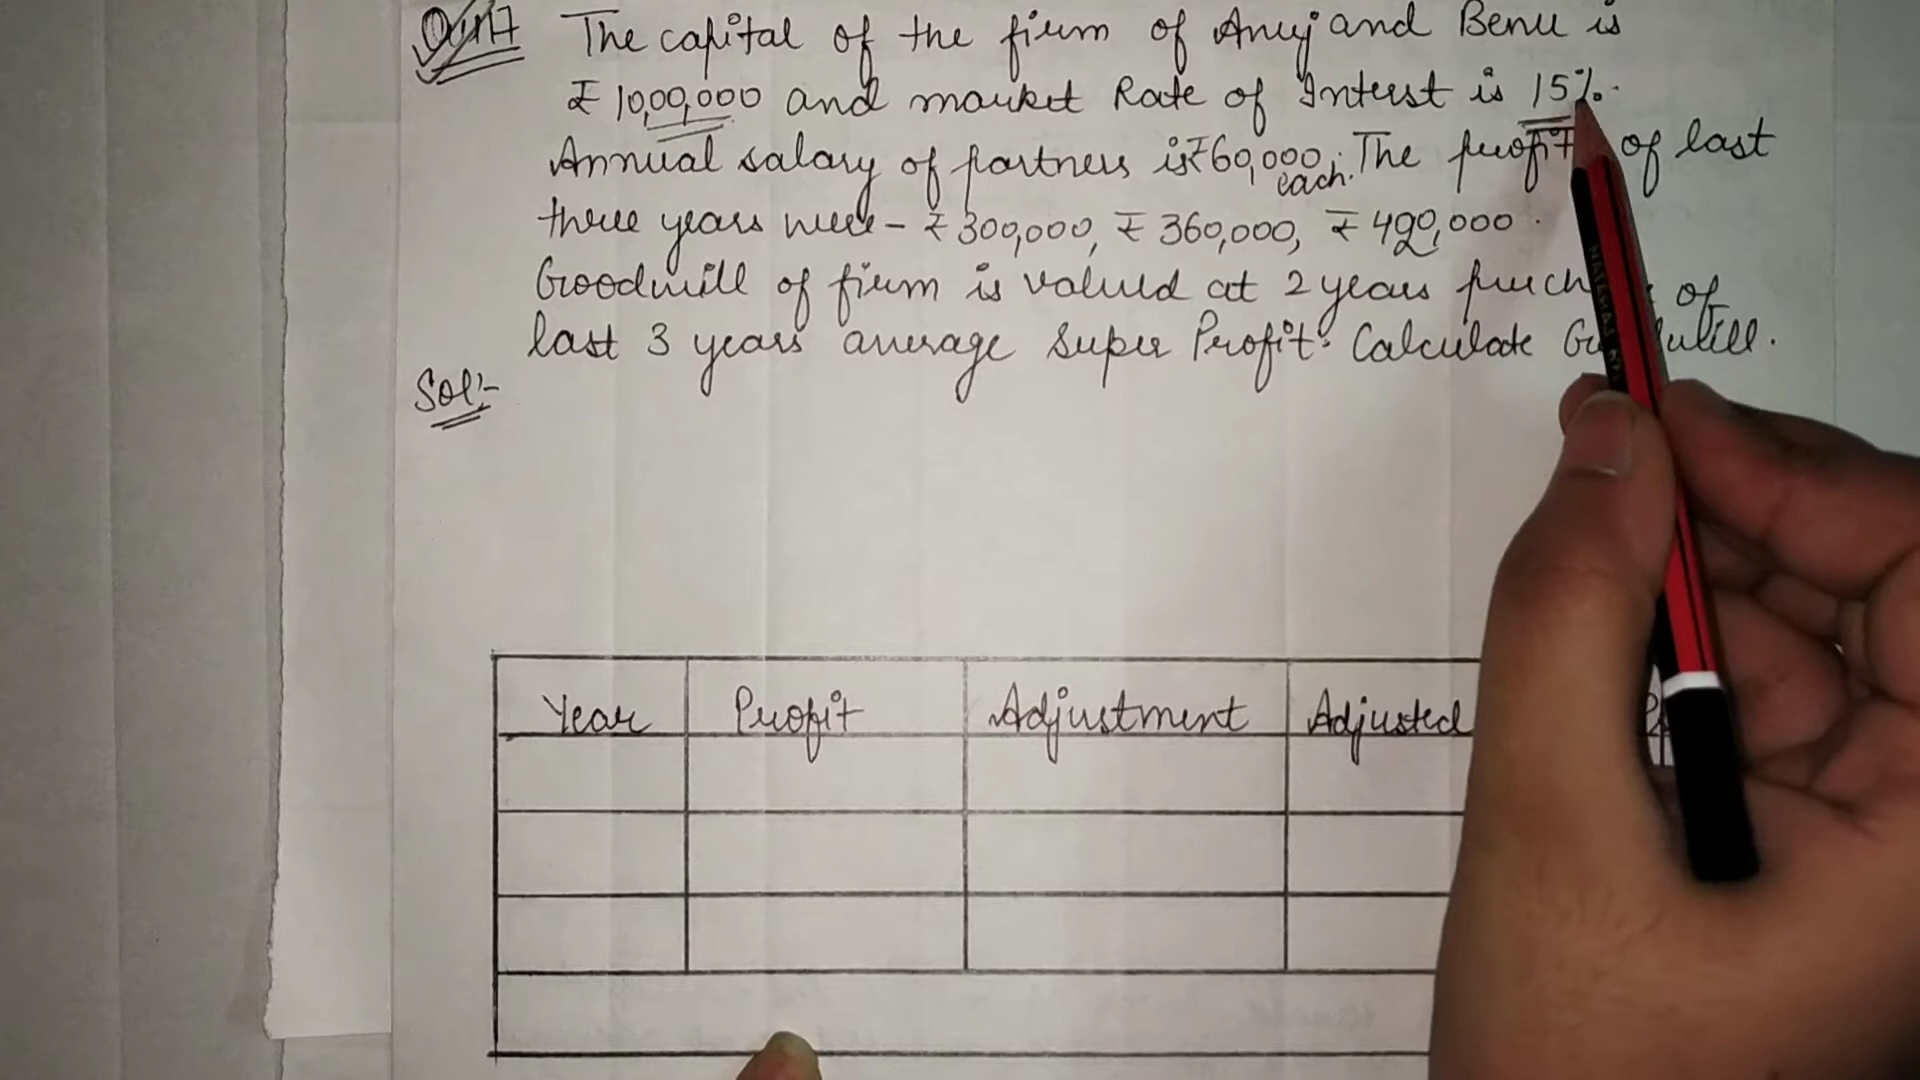 Q.17 The capital of the firm of Anuj and Benu is
₹ 10,00,000 and market Rate of Interst is 15%.
Annual salary of partners is ₹60,000 each. The profit of last
three years were - ₹ 300,000, ₹ 360,000, ₹ 420,000.
Goodwill of firm is valued at 2 years of
last 3 years average Super Profit. Calculate
Sol:-
Year Profit Adjustment Adjusted